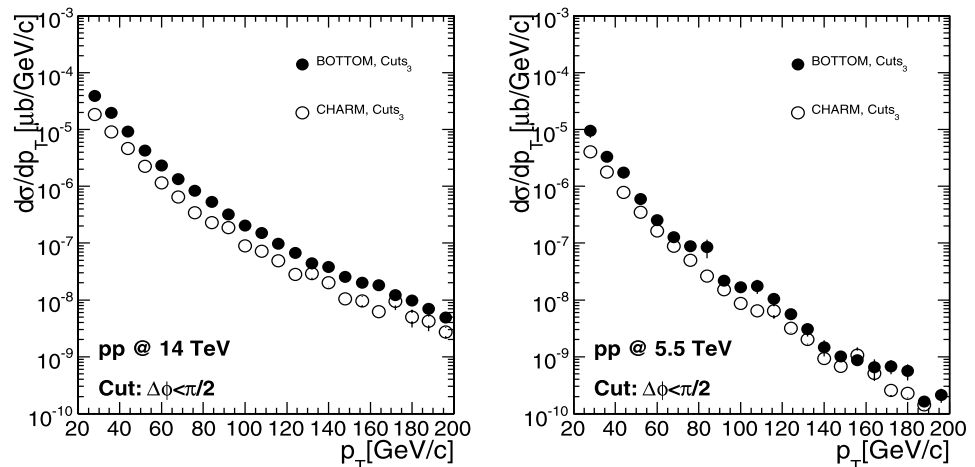 dσ/dp_T[μb/GeV/c]
10^-3
10^-4
10^-5
10^-6
10^-7
10^-8
10^-9
10^-10
BOTTOM, Cuts_3
CHARM, Cuts_3
pp @ 14 TeV
Cut: Δϕ<π/2
20 40 60 80 100 120 140 160 180 200
p_T[GeV/c]
dσ/dp_T[μb/GeV/c]
10^-3
10^-4
10^-5
10^-6
10^-7
10^-8
10^-9
10^-10
BOTTOM, Cuts_3
CHARM, Cuts_3
pp @ 5.5 TeV
Cut: Δϕ<π/2
20 40 60 80 100 120 140 160 180 200
p_T[GeV/c]